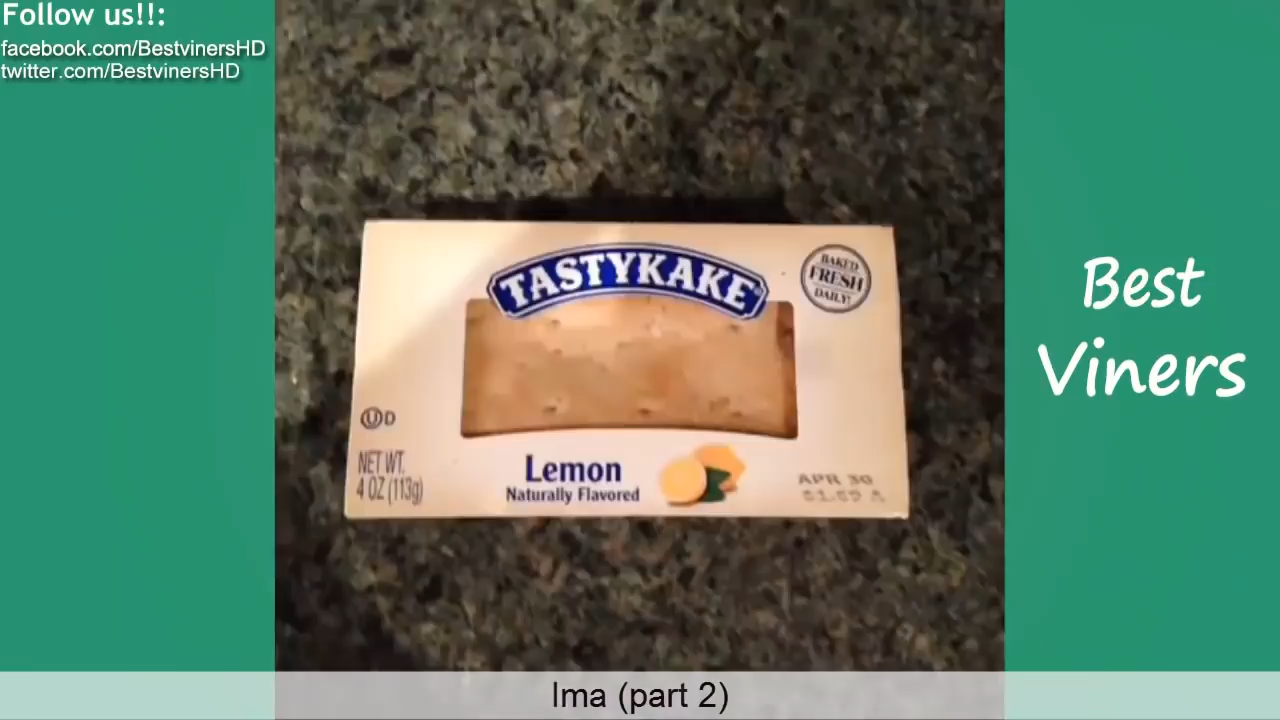 Follow us!!:
facebook.com/BestvinersHD
twitter.com/BestvinersHD
TASTYKAKE
BAKED
FRESH
DAILY!
Best
Viners
UD
NET WT.
4 OZ (113g)
Lemon
Naturally Flavored
APR 30
Ima (part 2)